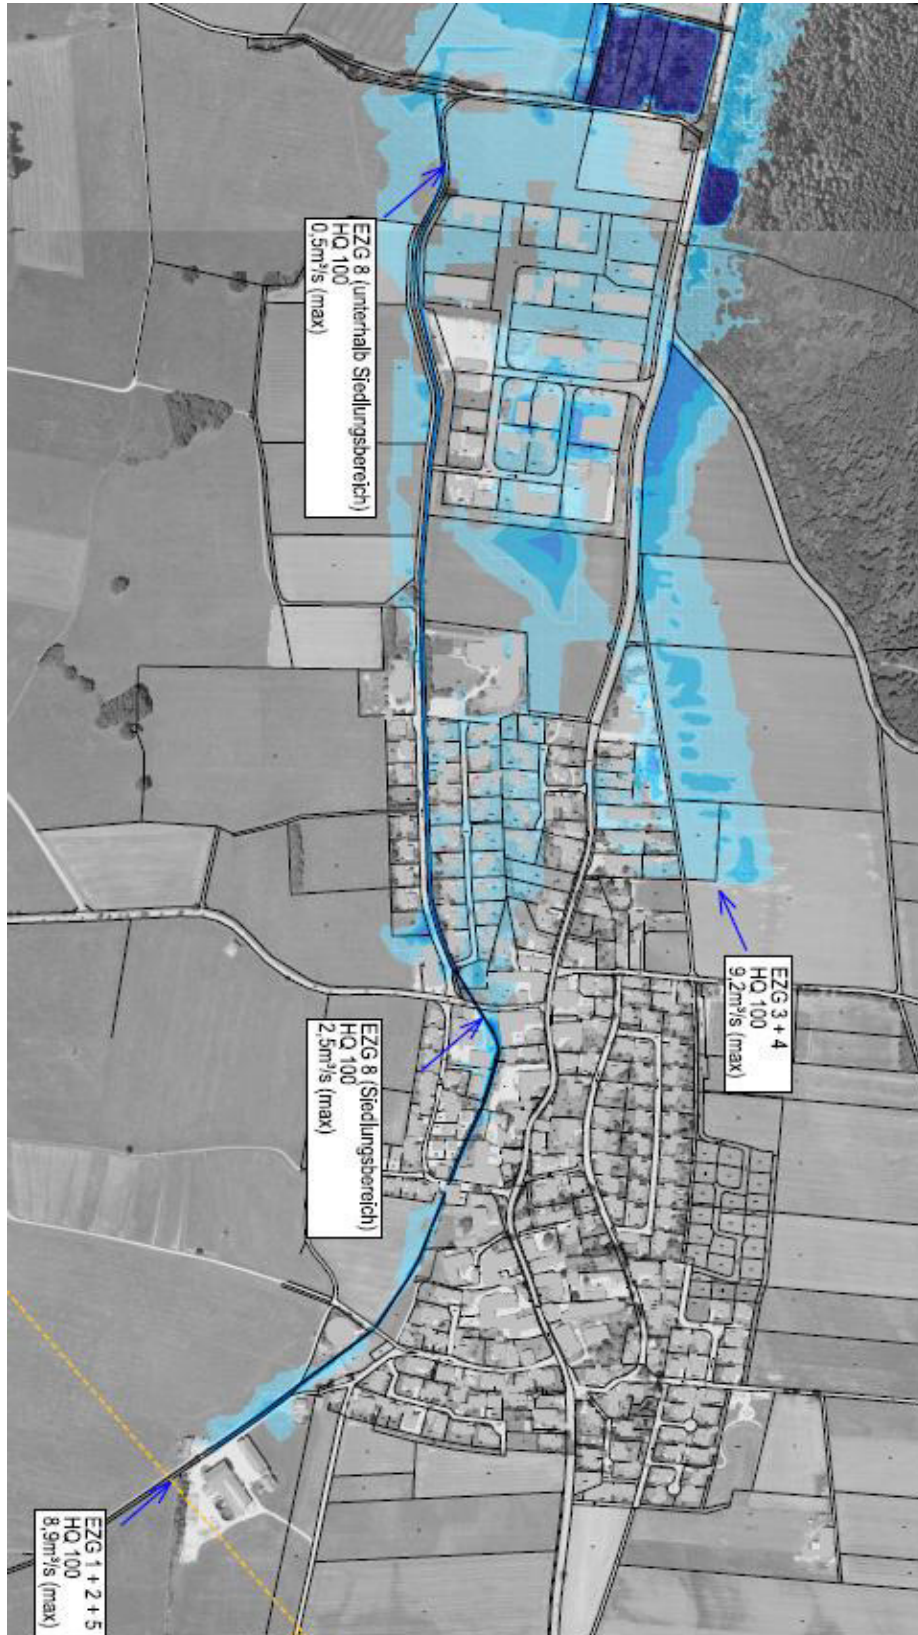 EZG 8 (unterhalb Siedlungsbereich)
HQ 100
0,5m³/s (max)
EZG 3 + 4
HQ 100
9,2m³/s (max)
EZG 8 (Siedlungsbereich)
HQ 100
2,5m³/s (max)
EZG 1 + 2 + 5
HQ 100
8,9m³/s (max)